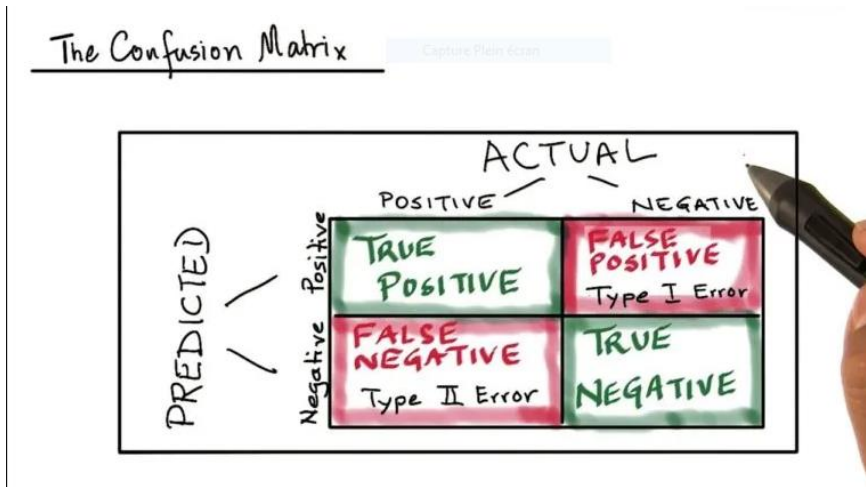 The Confusion Matrix
Capture Plein écran
ACTUAL
POSITIVE NEGATIVE
PREDICTED
Positive
TRUE
POSITIVE
FALSE
POSITIVE
Type I Error
Negative
FALSE
NEGATIVE
Type II Error
TRUE
NEGATIVE